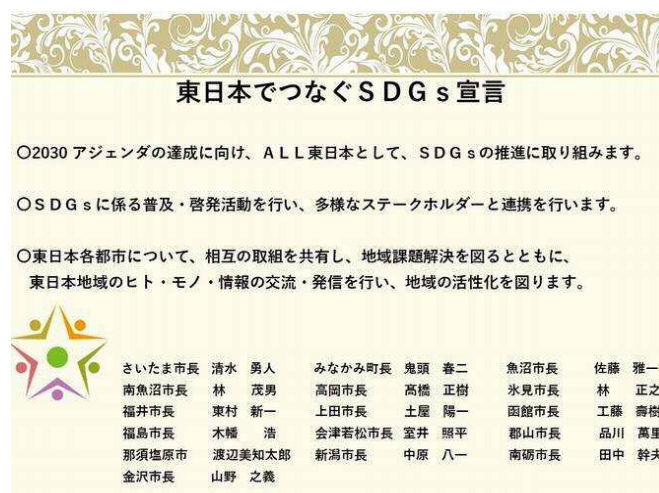 東日本でつなぐSDGs宣言
〇2030 アジェンダの達成に向け、ALL東日本として、SDGsの推進に取り組みます。
〇SDGsに係る普及・啓発活動を行い、多様なステークホルダーと連携を行います。
〇東日本各都市について、相互の取組を共有し、地域課題解決を図るとともに、
東日本地域のヒト・モノ・情報の交流・発信を行い、地域の活性化を図ります。
さいたま市長 清水 勇人 みなかみ町長 鬼頭 春二 魚沼市長 佐藤 雅一
南魚沼市長 林 茂男 高岡市長 髙橋 正樹 氷見市長 林 正之
福井市長 東村 新一 上田市長 土屋 陽一 函館市長 工藤 壽樹
福島市長 木幡 浩 会津若松市長 室井 照平 郡山市長 品川 萬里
那須塩原市 渡辺美知太郎 新潟市長 中原 八一 南砺市長 田中 幹夫
金沢市長 山野 之義